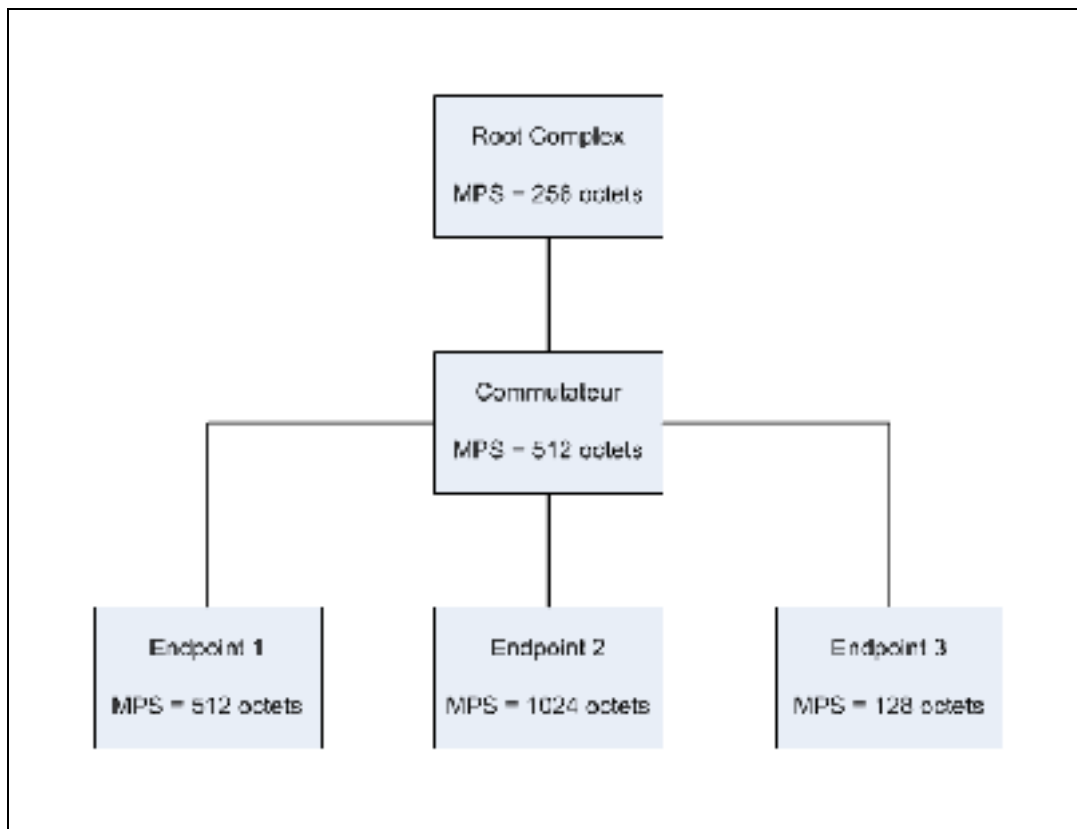 Root Complex
MPS = 256 octets
Commutateur
MPS = 512 octets
Endpoint 1
MPS = 512 octets
Endpoint 2
MPS = 1024 octets
Endpoint 3
MPS = 128 octets